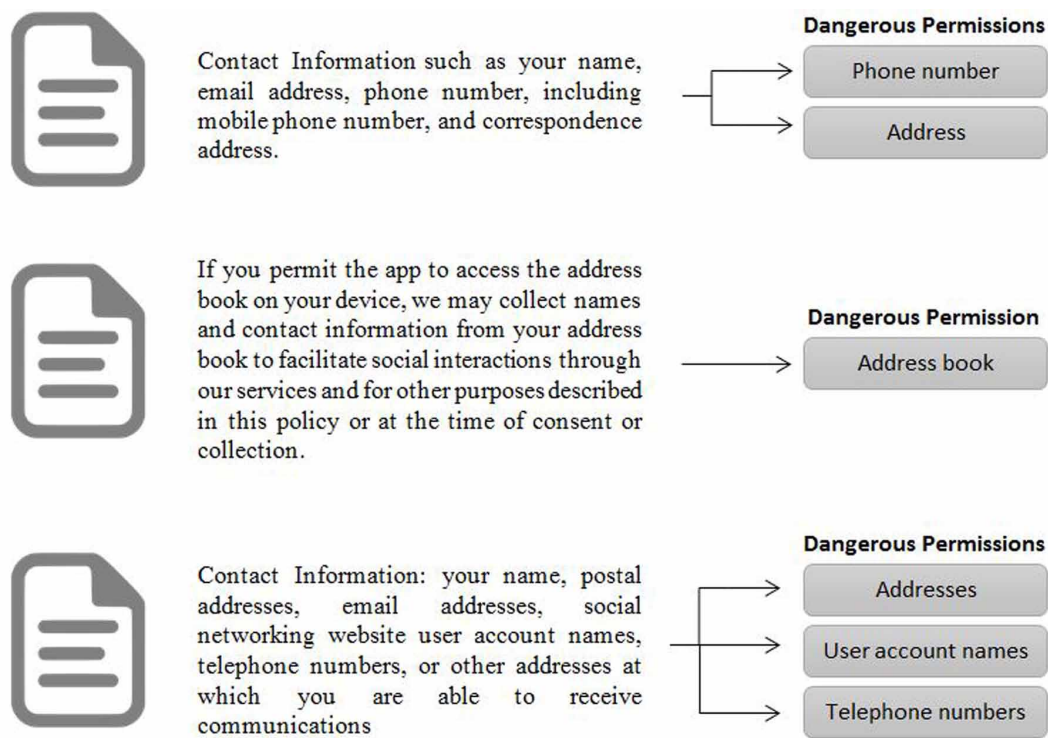 Contact Information such as your name,
email address, phone number, including
mobile phone number, and correspondence
address.
Dangerous Permissions
Phone number
Address
If you permit the app to access the address
book on your device, we may collect names
and contact information from your address
book to facilitate social interactions through
our services and for other purposes described
in this policy or at the time of consent or
collection.
Dangerous Permission
Address book
Contact Information: your name, postal
addresses, email addresses, social
networking website user account names,
telephone numbers, or other addresses at
which you are able to receive
communications
Dangerous Permissions
Addresses
User account names
Telephone numbers